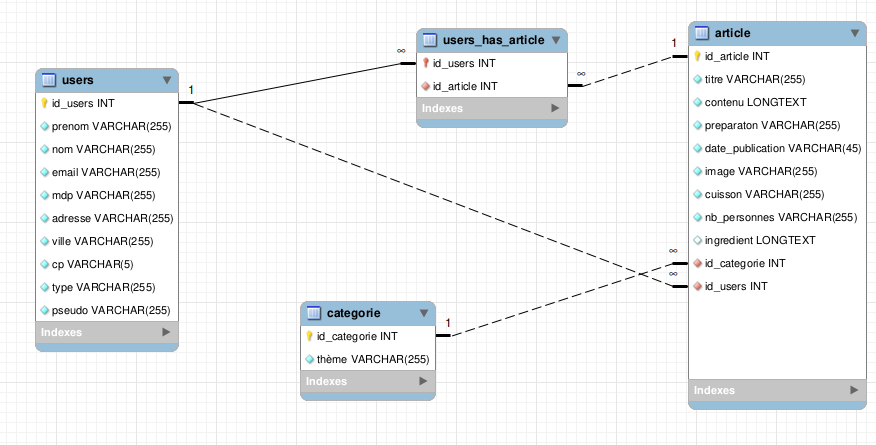 users
id_users INT
prenom VARCHAR(255)
nom VARCHAR(255)
email VARCHAR(255)
mdp VARCHAR(255)
adresse VARCHAR(255)
ville VARCHAR(255)
cp VARCHAR(5)
type VARCHAR(255)
pseudo VARCHAR(255)
Indexes
1
∞
users_has_article
id_users INT
id_article INT
Indexes
∞
1
article
id_article INT
titre VARCHAR(255)
contenu LONGTEXT
preparaton VARCHAR(255)
date_publication VARCHAR(45)
image VARCHAR(255)
cuisson VARCHAR(255)
nb_personnes VARCHAR(255)
ingredient LONGTEXT
id_categorie INT
id_users INT
Indexes
∞
∞
categorie
id_categorie INT
thème VARCHAR(255)
Indexes
1